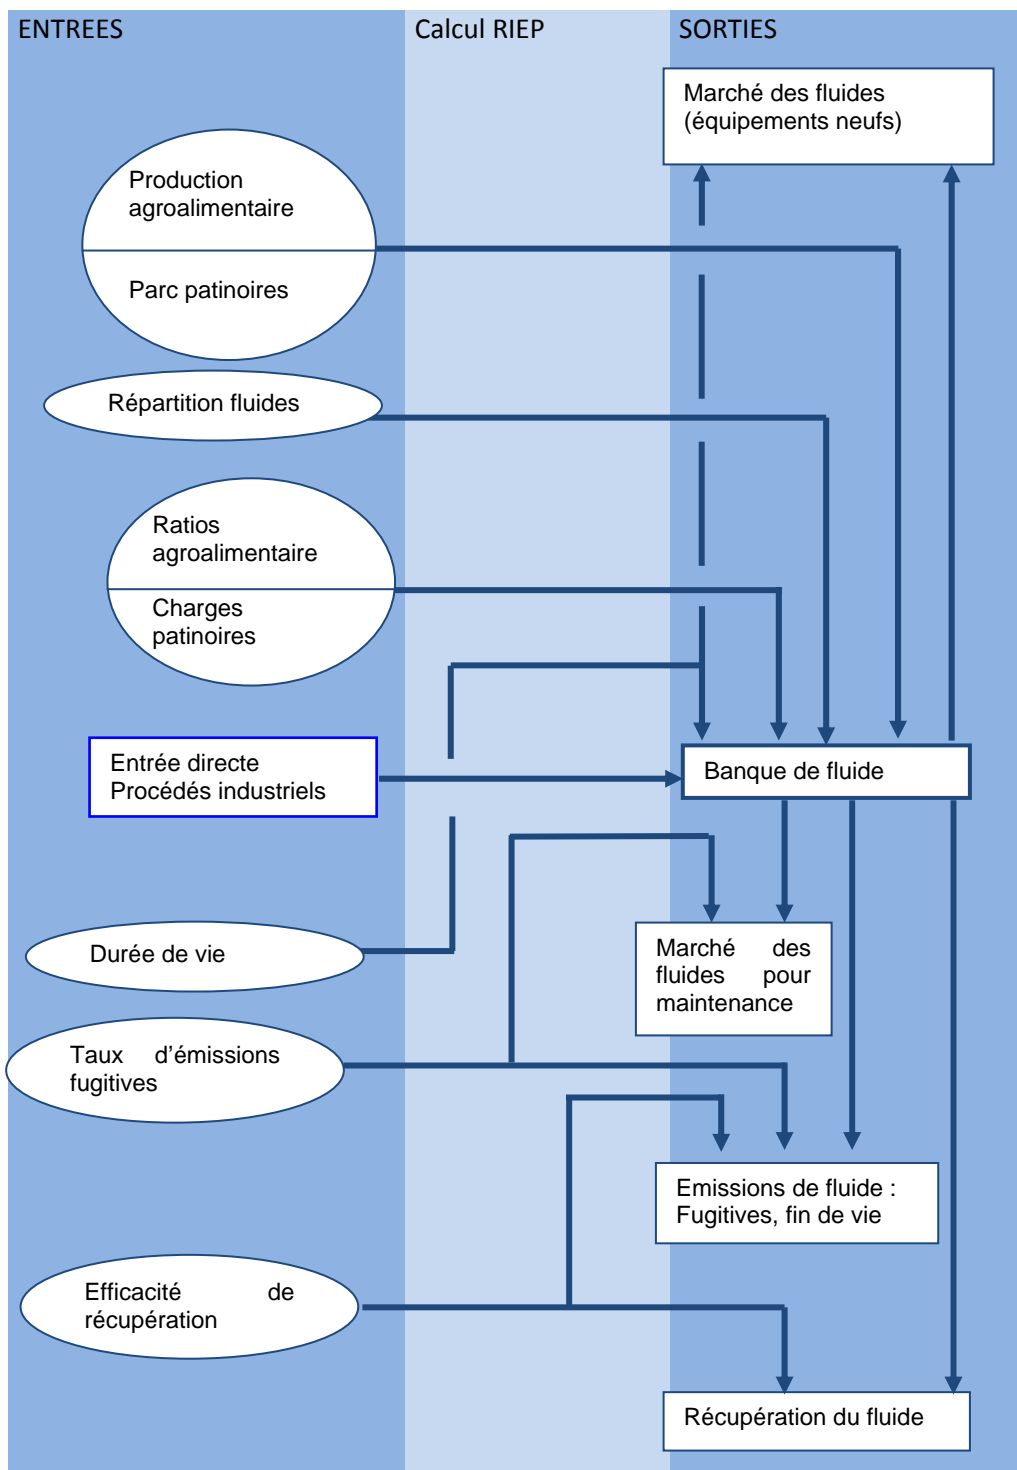 ENTREES
Calcul RIEP
SORTIES
Marché des fluides
(équipements neufs)
Production
agroalimentaire
Parc patinoires
Répartition fluides
Ratios
agroalimentaire
Charges
patinoires
Entrée directe
Procédés industriels
Banque de fluide
Durée de vie
Marché des
fluides pour
maintenance
Taux d’émissions
fugitives
Emissions de fluide :
Fugitives, fin de vie
Efficacité de
récupération
Récupération du fluide